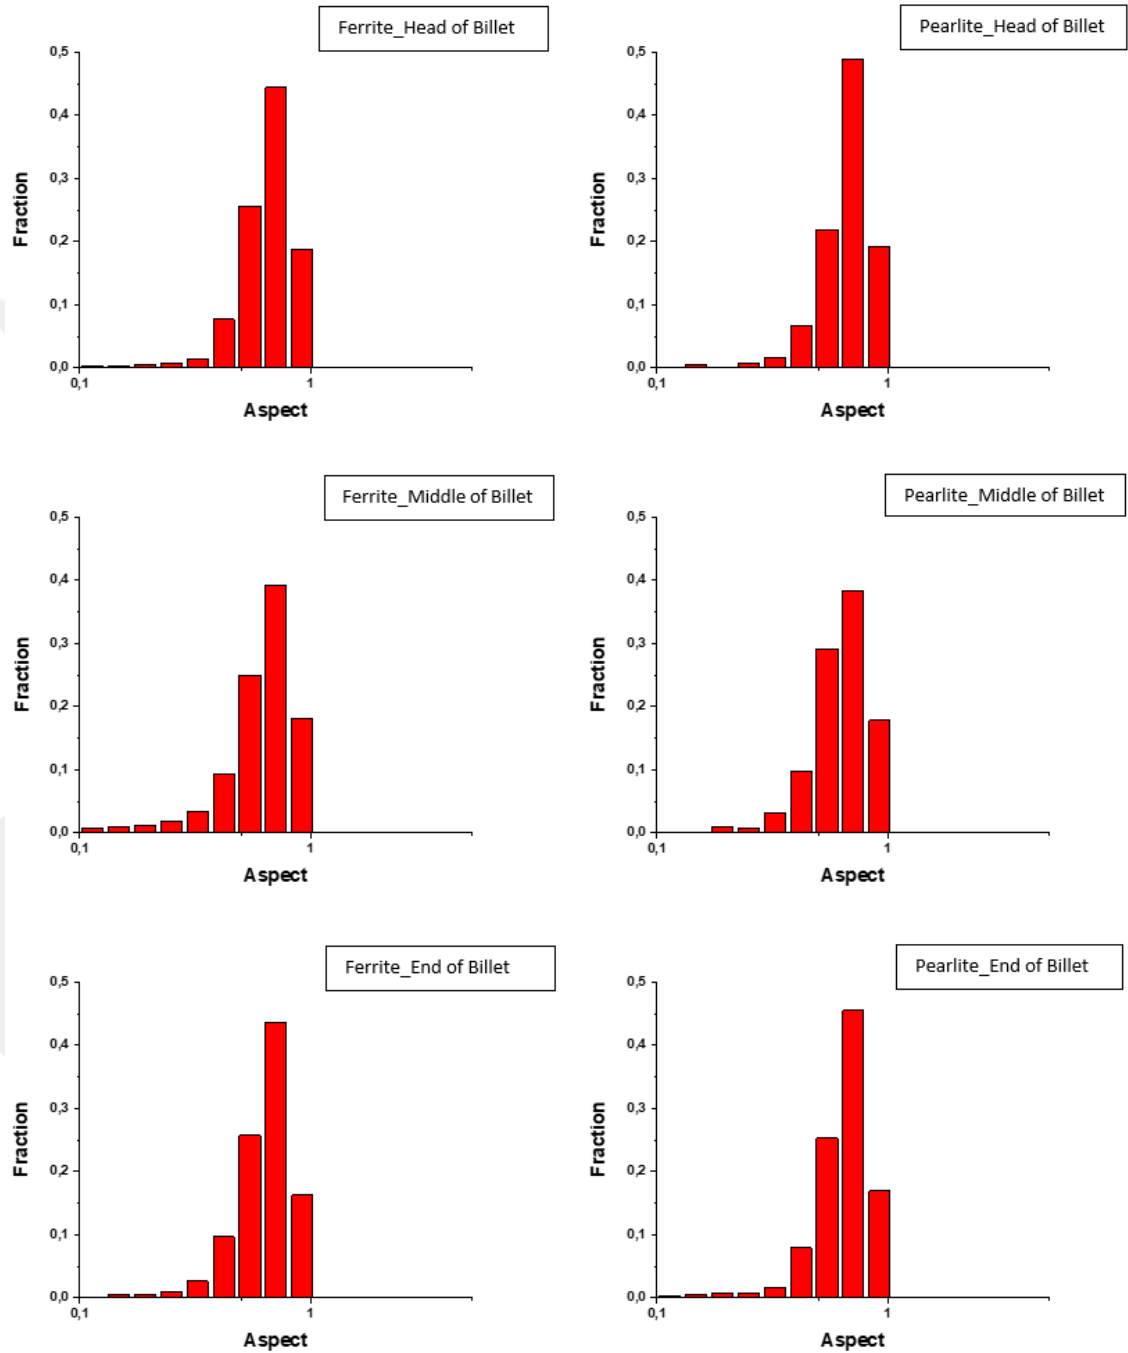 Ferrite_Head of Billet
0,5
0,4
0,3
0,2
0,1
0,0
Fraction
0,1
1
Aspect
Pearlite_Head of Billet
0,5
0,4
0,3
0,2
0,1
0,0
Fraction
0,1
1
Aspect
Ferrite_Middle of Billet
0,5
0,4
0,3
0,2
0,1
0,0
Fraction
0,1
1
Aspect
Pearlite_Middle of Billet
0,5
0,4
0,3
0,2
0,1
0,0
Fraction
0,1
1
Aspect
Ferrite_End of Billet
0,5
0,4
0,3
0,2
0,1
0,0
Fraction
0,1
1
Aspect
Pearlite_End of Billet
0,5
0,4
0,3
0,2
0,1
0,0
Fraction
0,1
1
Aspect